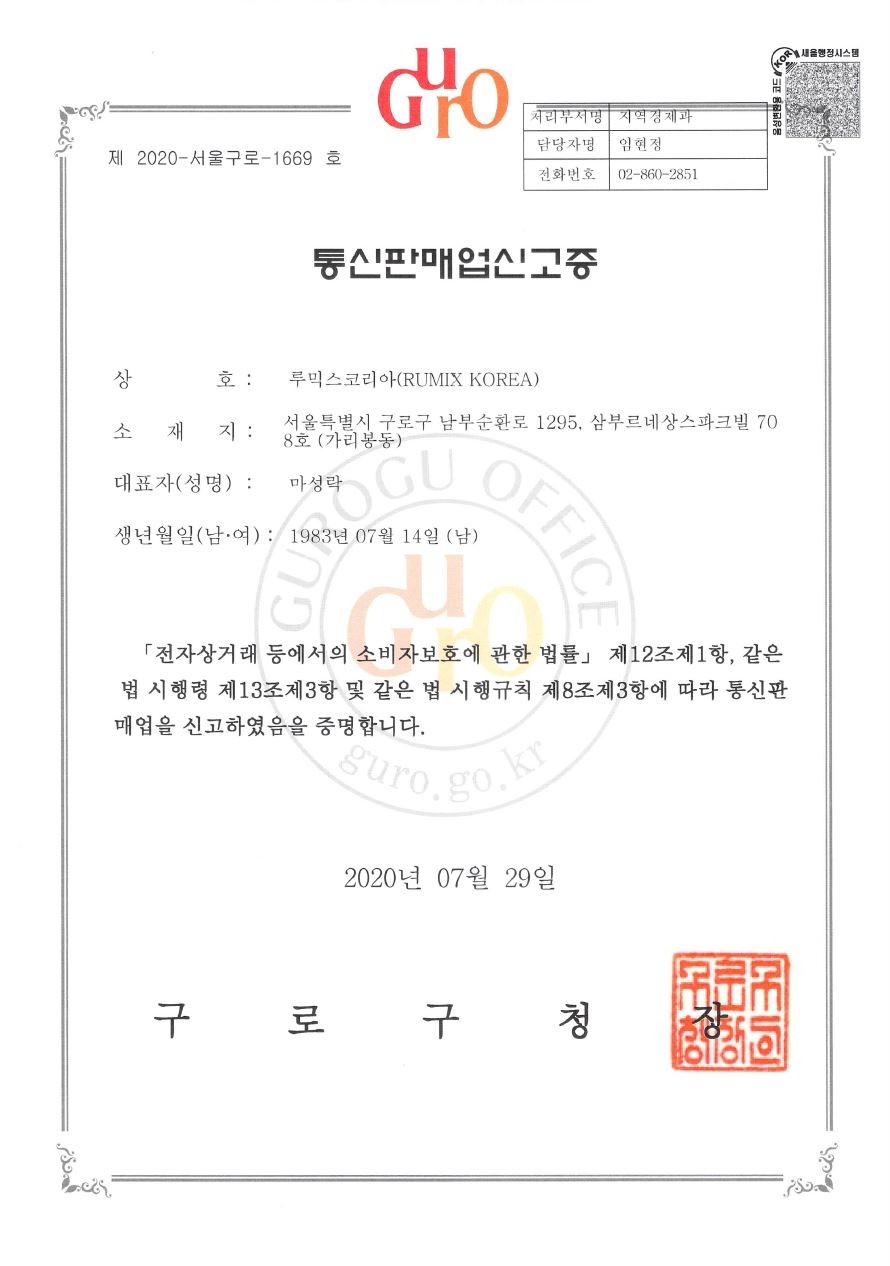 GurO
새올행정시스템
KOR
음성변환용 코드
처리부서명 지역경제과
담당자명 임현정
전화번호 02-860-2851
제 2020-서울구로-1669 호
통신판매업신고증
상 호 : 루믹스코리아(RUMIX KOREA)
소 재 지 : 서울특별시 구로구 남부순환로 1295, 삼부르네상스파크빌 70
8호 (가리봉동)
대표자(성명) : 마성락
생년월일(남·여) : 1983년 07월 14일 (남)
GUROGU OFFICE
GurO
「전자상거래 등에서의 소비자보호에 관한 법률」 제12조제1항, 같은
법 시행령 제13조제3항 및 같은 법 시행규칙 제8조제3항에 따라 통신판
매업을 신고하였음을 증명합니다.
guro.go.kr
2020년 07월 29일
구 로 구 청 장